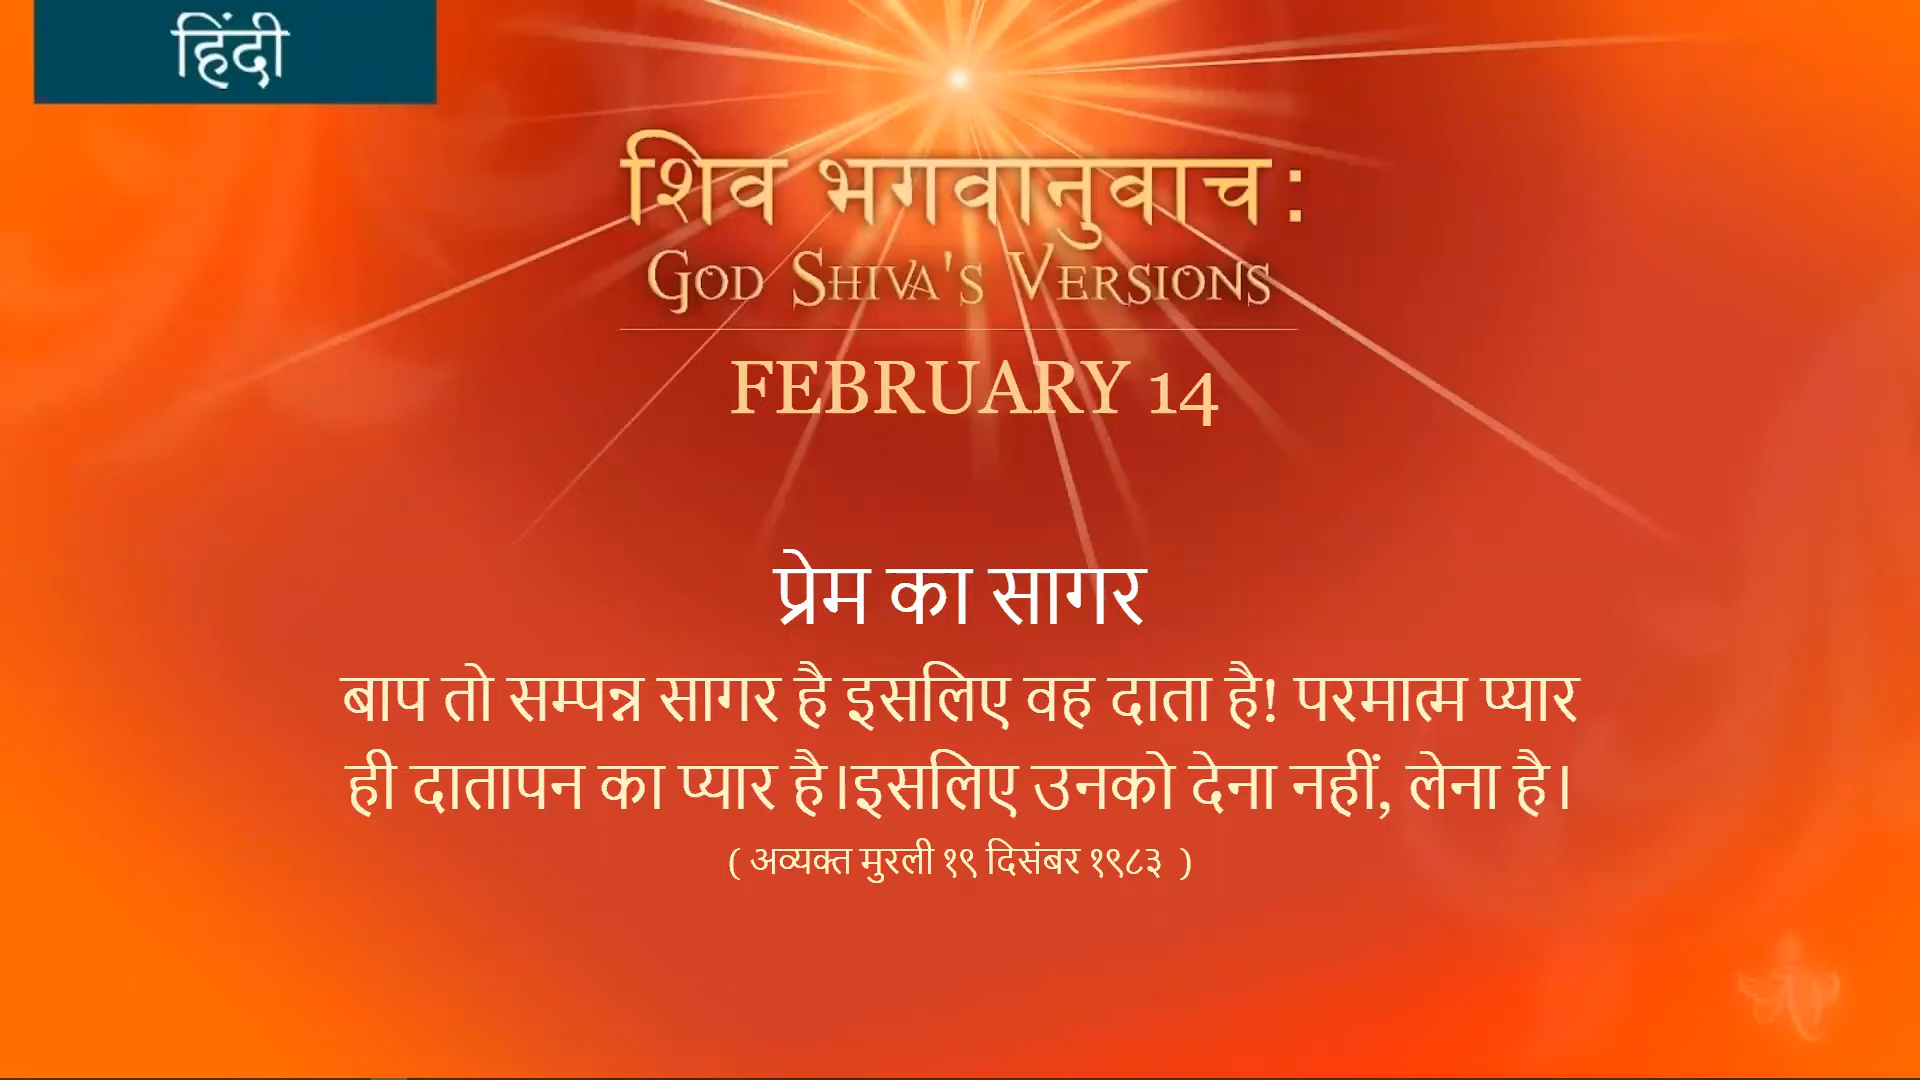 हिंदी
शिव भगवानुवाच:
God Shiva's Versions
FEBRUARY 14
प्रेम का सागर
बाप तो सम्पन्न सागर है इसलिए वह दाता है! परमात्म प्यार
ही दातापन का प्यार है।इसलिए उनको देना नहीं, लेना है।
( अव्यक्त मुरली १९ दिसंबर १९८३ )